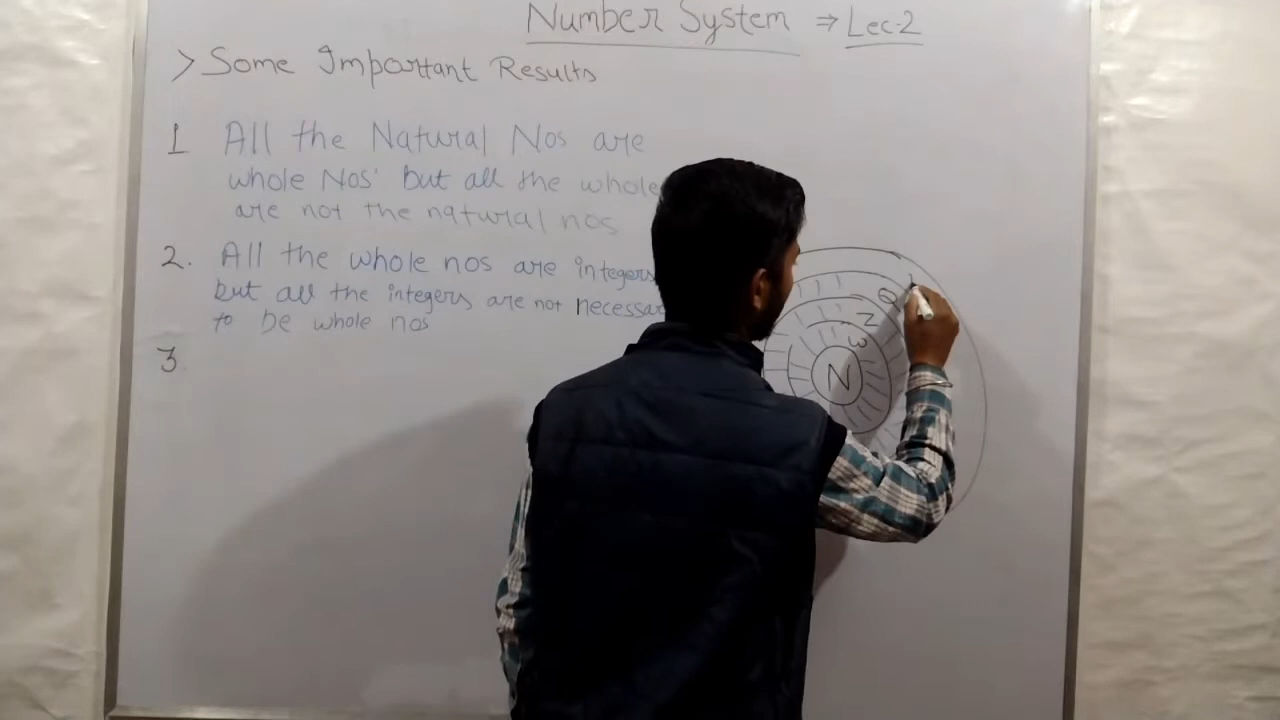 Number System ⇒ Lec-2
> Some Important Results
1 All the Natural Nos are
whole Nos' but all the whole
are not the natural nos
2. All the whole nos are integers
but all the integers are not necessar
to be whole nos
3.
Q
Z
W
N